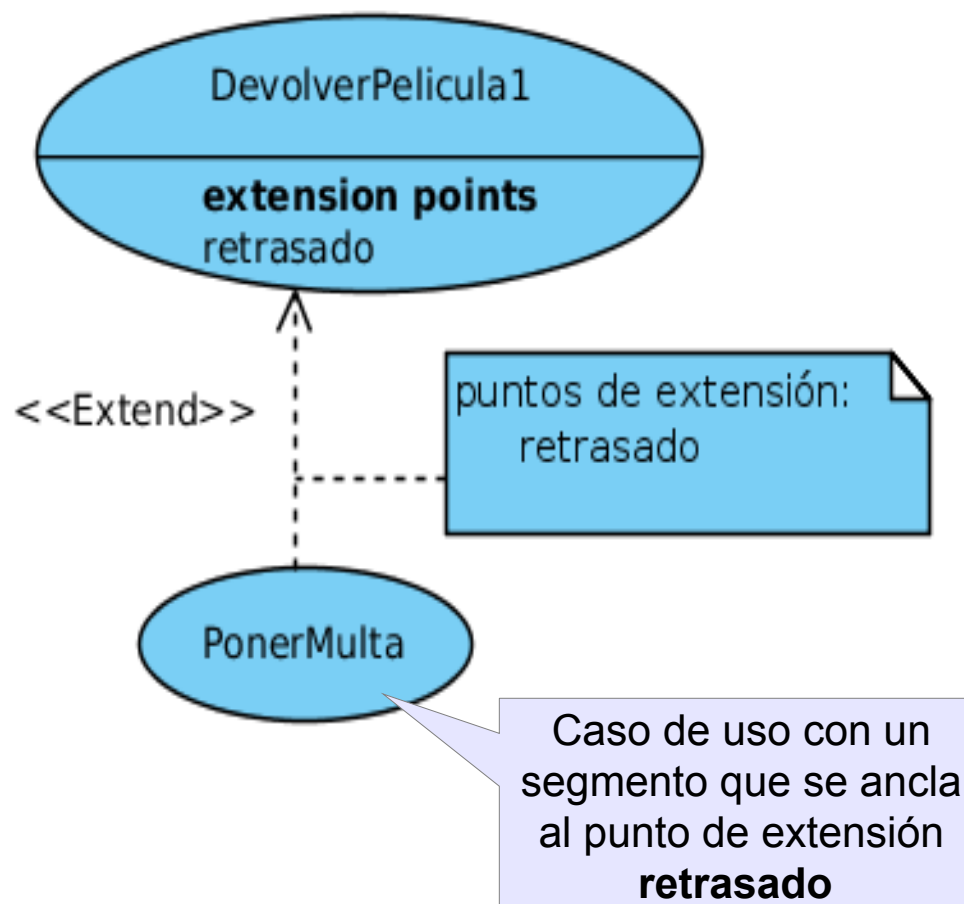 DevolverPelicula1
extension points
retrasado
<<Extend>>
puntos de extensión:
retrasado
PonerMulta
Caso de uso con un
segmento que se ancla
al punto de extensión
retrasado